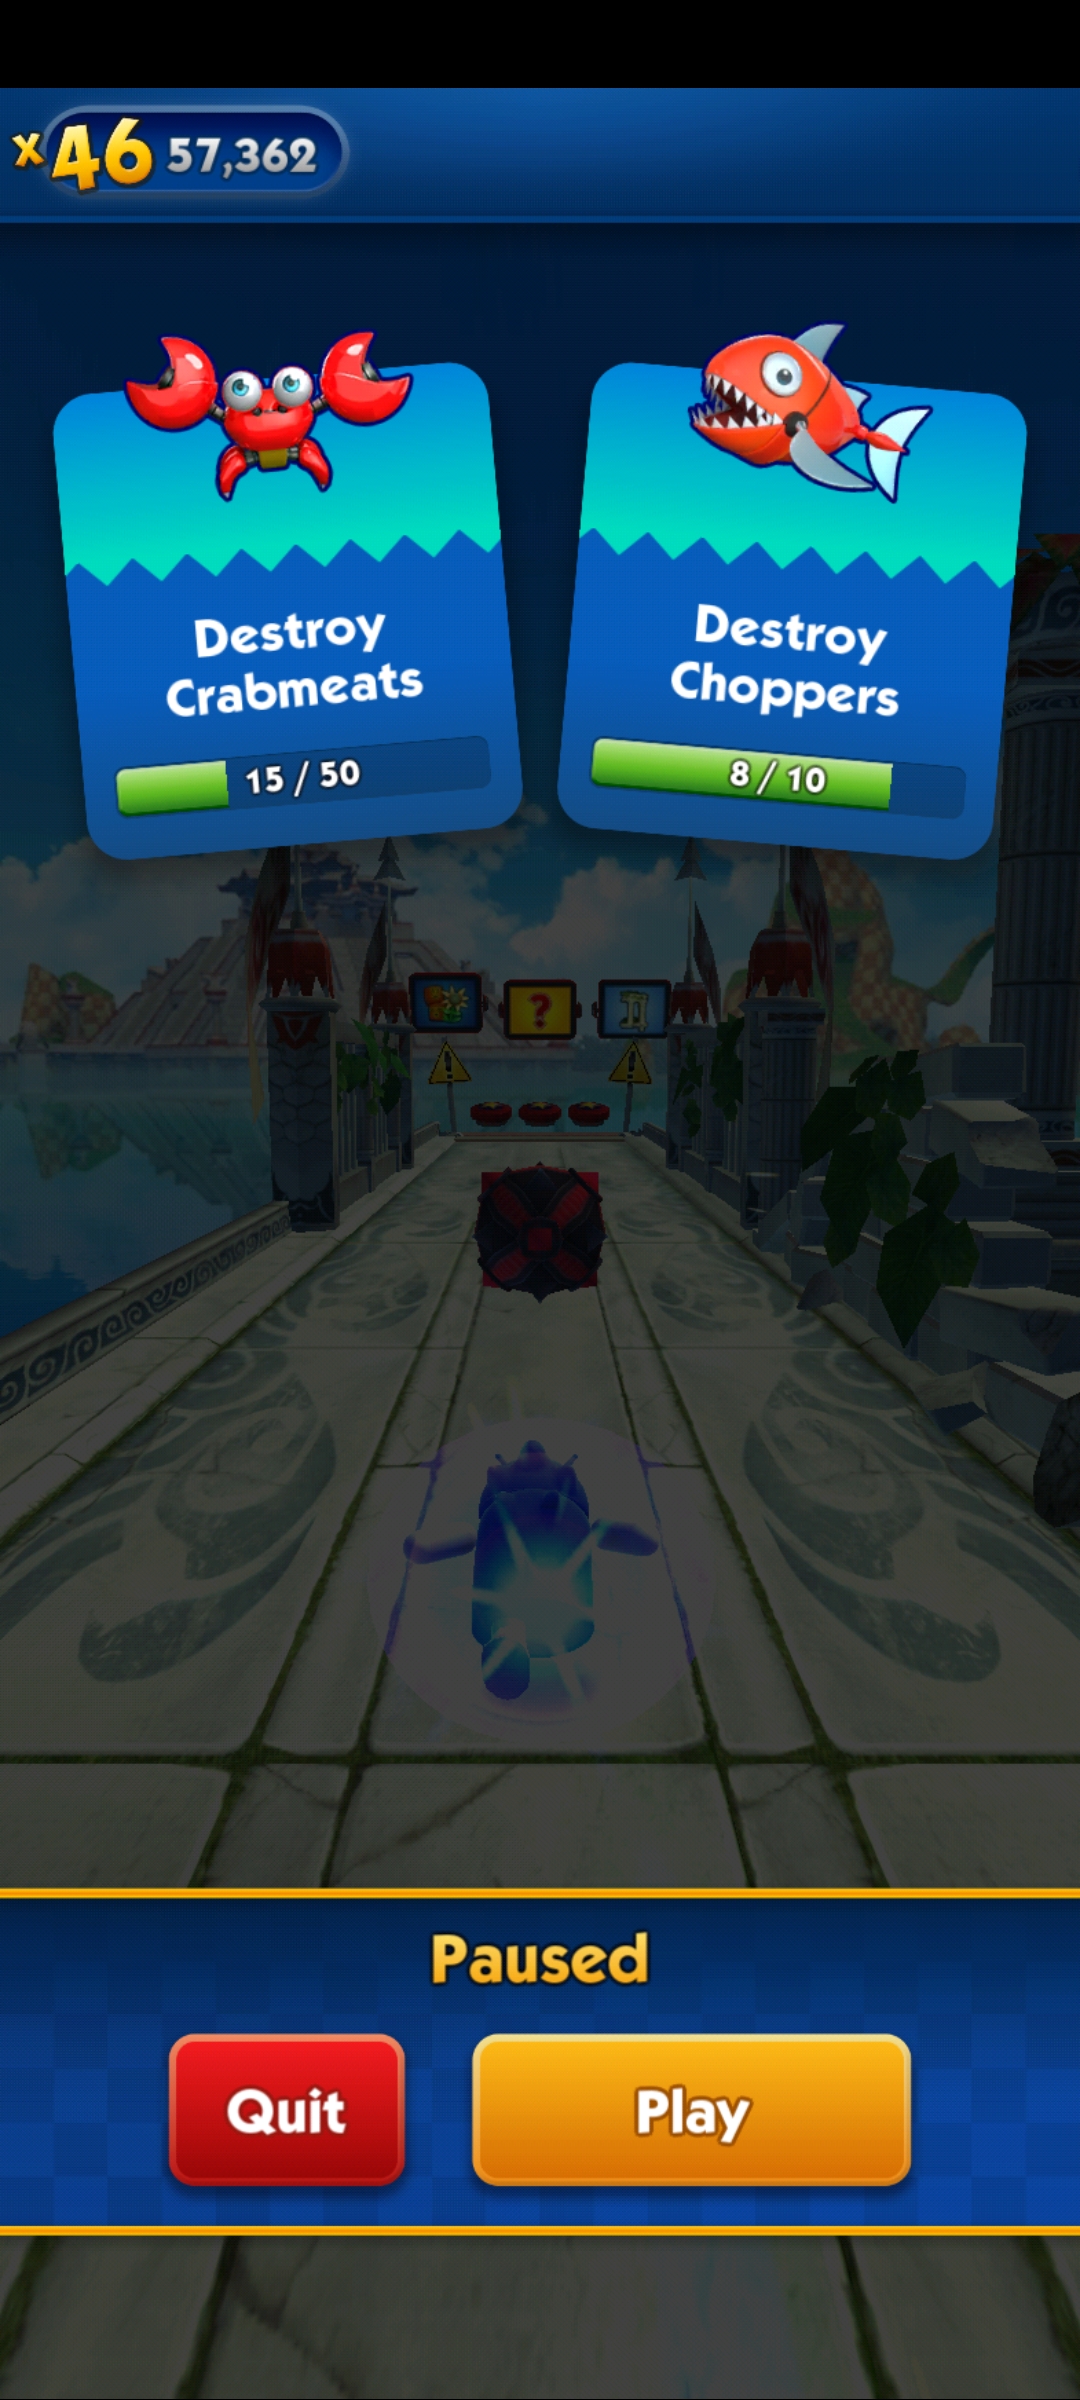 x46 57,362
Destroy
Crabmeats
15 / 50
Destroy
Choppers
8 / 10
?
! !
Paused
Quit
Play